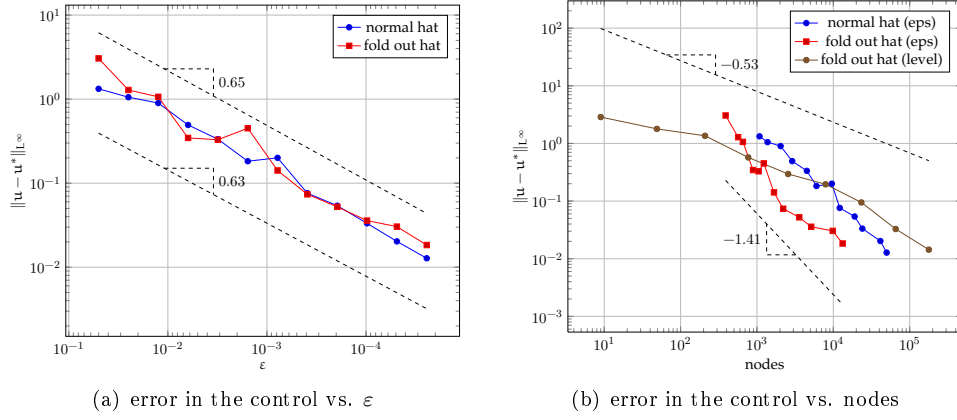 10^1
10^0
10^−1
10^−2
‖u − u*‖_L∞
10^−1
10^−2
10^−3
10^−4
ε
normal hat
fold out hat
0.65
0.63
(a) error in the control vs. ε
10^2
10^1
10^0
10^−1
10^−2
10^−3
‖u − u*‖_L∞
10^1
10^2
10^3
10^4
10^5
nodes
normal hat (eps)
fold out hat (eps)
fold out hat (level)
−0.53
−1.41
(b) error in the control vs. nodes